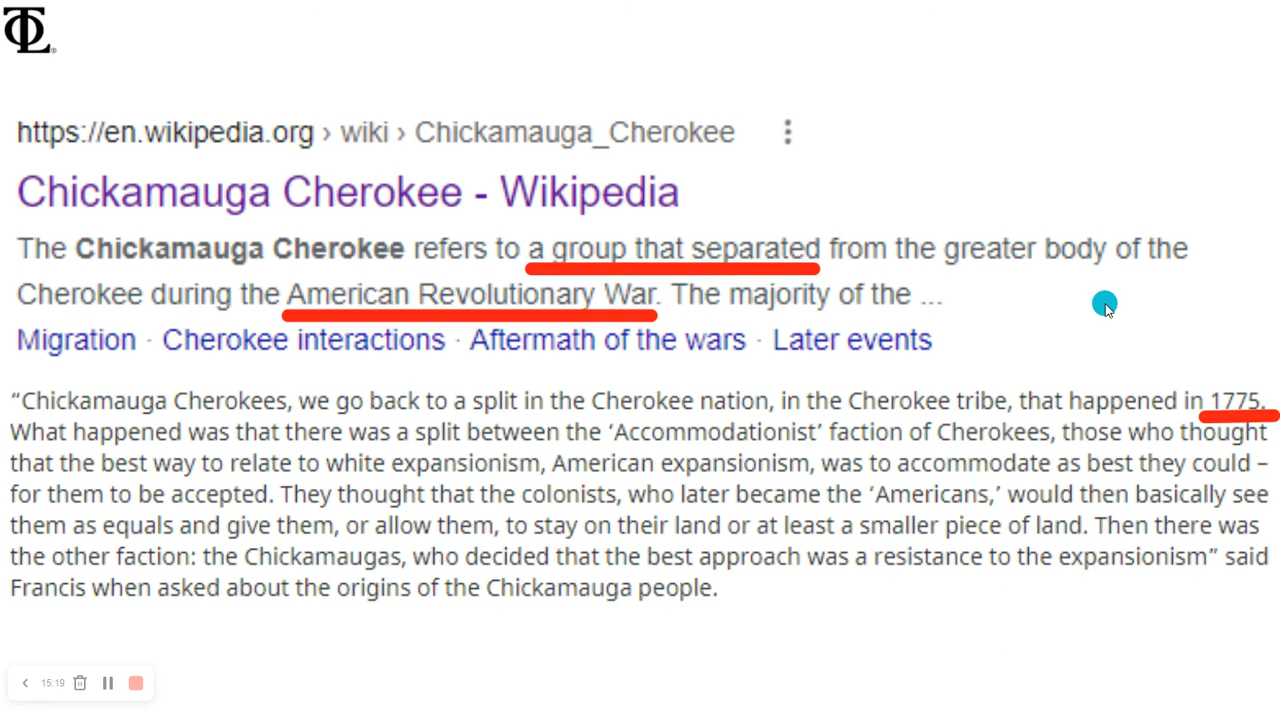 TOL®
https://en.wikipedia.org › wiki › Chickamauga_Cherokee
Chickamauga Cherokee - Wikipedia
The Chickamauga Cherokee refers to a group that separated from the greater body of the
Cherokee during the American Revolutionary War. The majority of the ...
Migration · Cherokee interactions · Aftermath of the wars · Later events
“Chickamauga Cherokees, we go back to a split in the Cherokee nation, in the Cherokee tribe, that happened in 1775.
What happened was that there was a split between the ‘Accommodationist’ faction of Cherokees, those who thought
that the best way to relate to white expansionism, American expansionism, was to accommodate as best they could –
for them to be accepted. They thought that the colonists, who later became the ‘Americans,’ would then basically see
them as equals and give them, or allow them, to stay on their land or at least a smaller piece of land. Then there was
the other faction: the Chickamaugas, who decided that the best approach was a resistance to the expansionism” said
Francis when asked about the origins of the Chickamauga people.
15:19